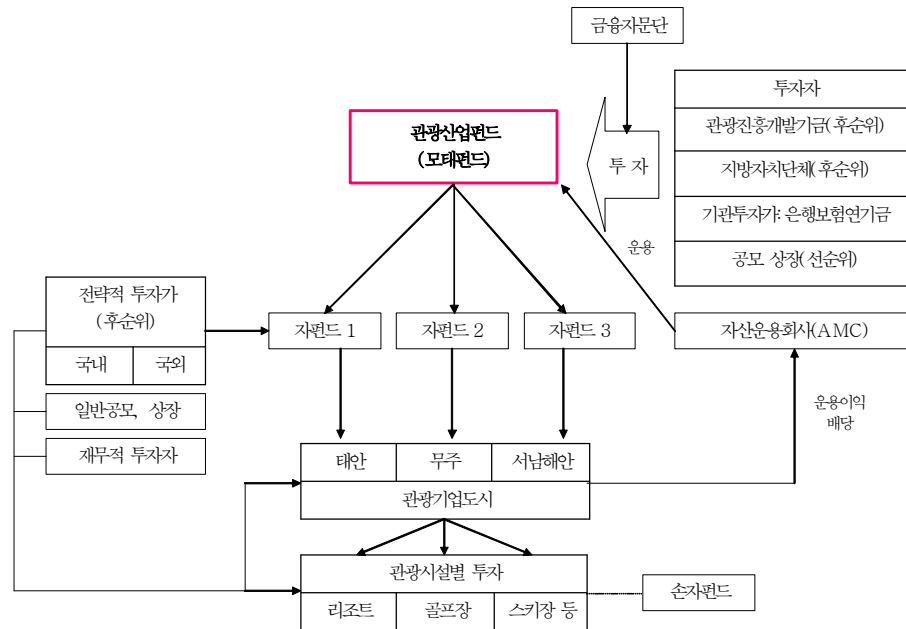 금융자문단
투자자
관광진흥개발기금(후순위)
지방자치단체(후순위)
기관투자가: 은행보험연기금
공모 상장(선순위)
관광산업펀드
(모태펀드)
투 자
운용
전략적 투자가
(후순위)
국내
국외
일반공모, 상장
재무적 투자자
자펀드 1
자펀드 2
자펀드 3
자산운용회사(AMC)
운용이익
배당
태안
무주
서남해안
관광기업도시
관광시설별 투자
리조트
골프장
스키장 등
손자펀드